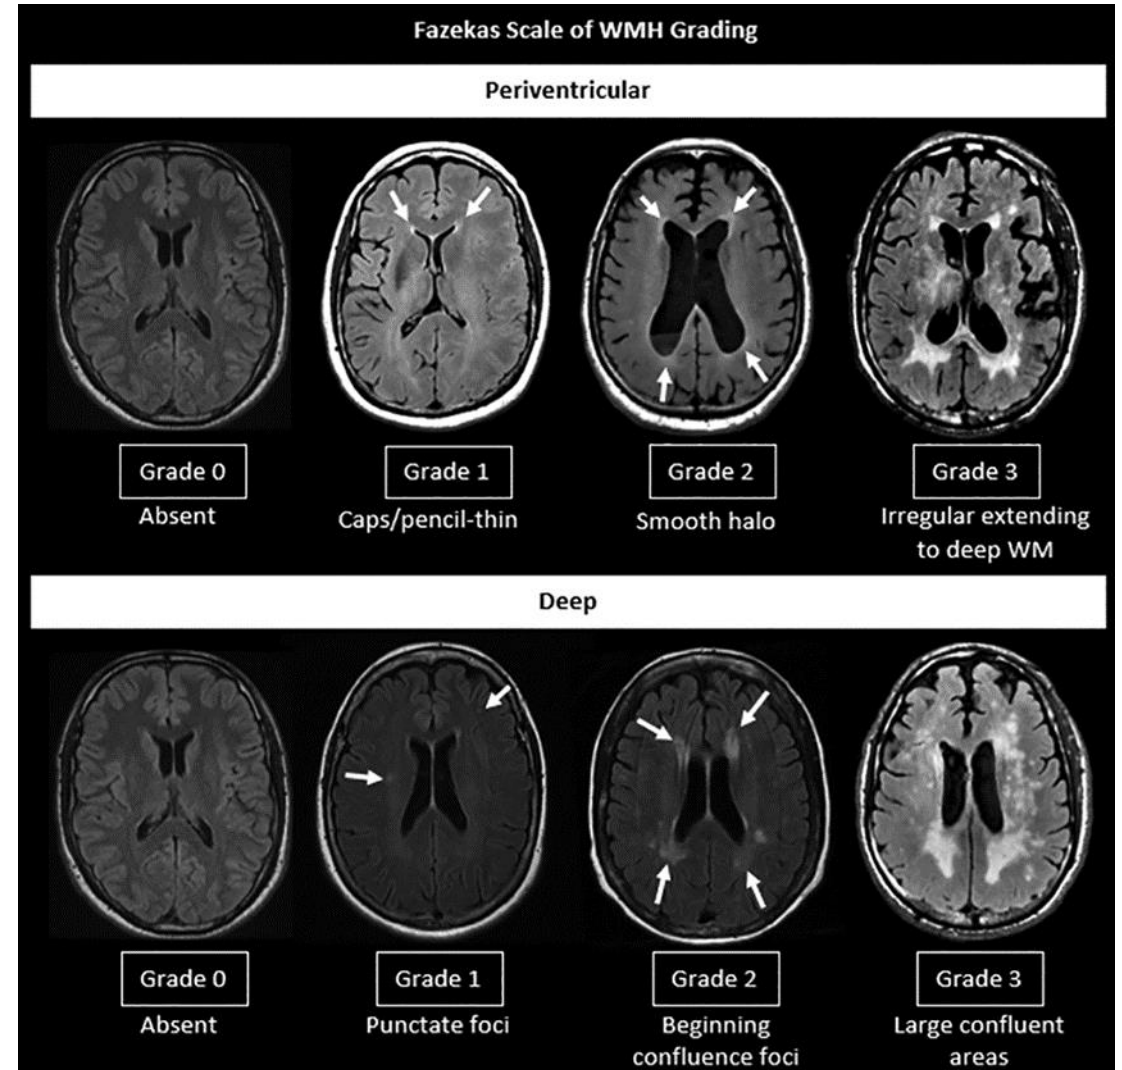 Fazekas Scale of WMH Grading
Periventricular
Grade 0
Grade 1
Grade 2
Grade 3
Absent
Caps/pencil-thin
Smooth halo
Irregular extending
to deep WM
Deep
Grade 0
Grade 1
Grade 2
Grade 3
Absent
Punctate foci
Beginning
confluence foci
Large confluent
areas